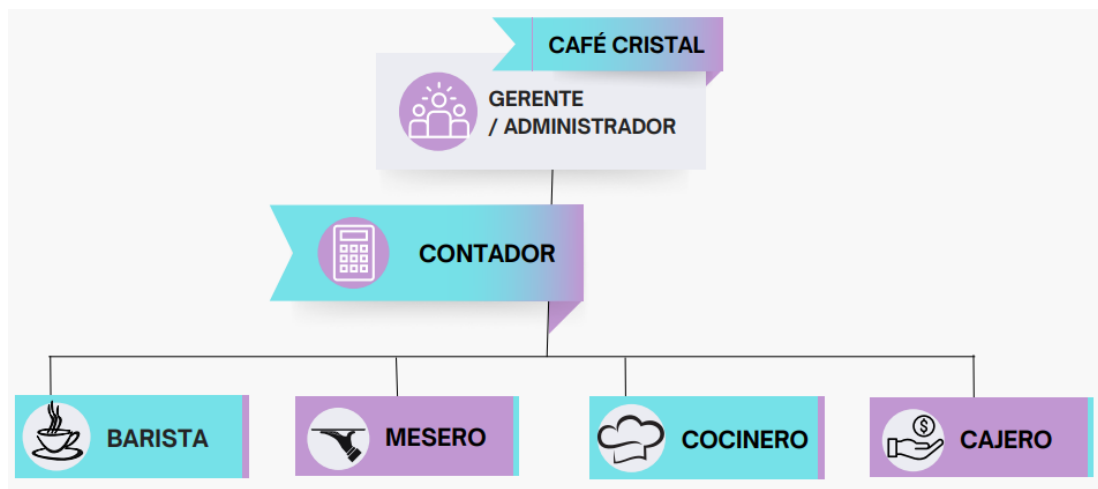 CAFÉ CRISTAL
GERENTE
/ ADMINISTRADOR
CONTADOR
BARISTA
MESERO
COCINERO
$
CAJERO